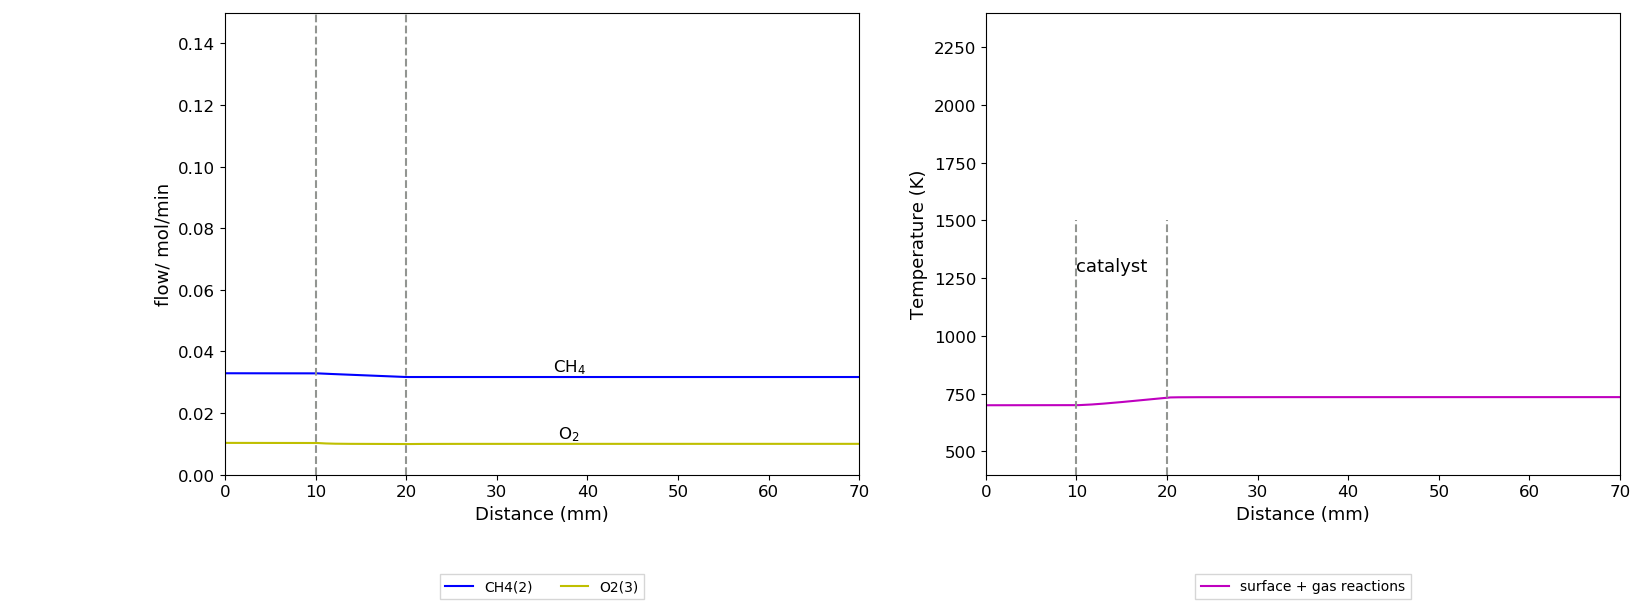 0.14
0.12
0.10
0.08
0.06
0.04
0.02
0.00
flow/ mol/min
CH₄
O₂
0 10 20 30 40 50 60 70
Distance (mm)
CH4(2) O2(3)
2250
2000
1750
1500
1250
1000
750
500
Temperature (K)
catalyst
0 10 20 30 40 50 60 70
Distance (mm)
surface + gas reactions